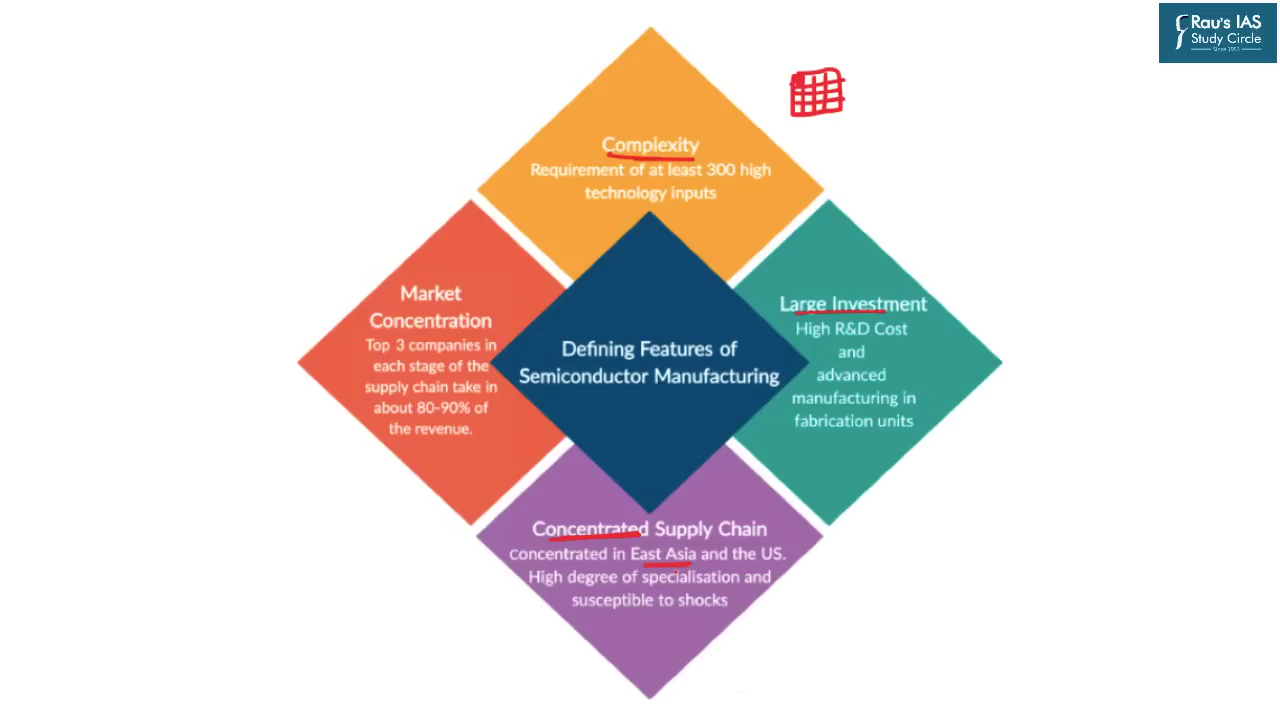 Rau's IAS
Study Circle
Since 1953
Complexity
Requirement of at least 300 high
technology inputs
Market
Concentration
Top 3 companies in
each stage of the
supply chain take in
about 80-90% of
the revenue.
Defining Features of
Semiconductor Manufacturing
Large Investment
High R&D Cost
and
advanced
manufacturing in
fabrication units
Concentrated Supply Chain
Concentrated in East Asia and the US.
High degree of specialisation and
susceptible to shocks